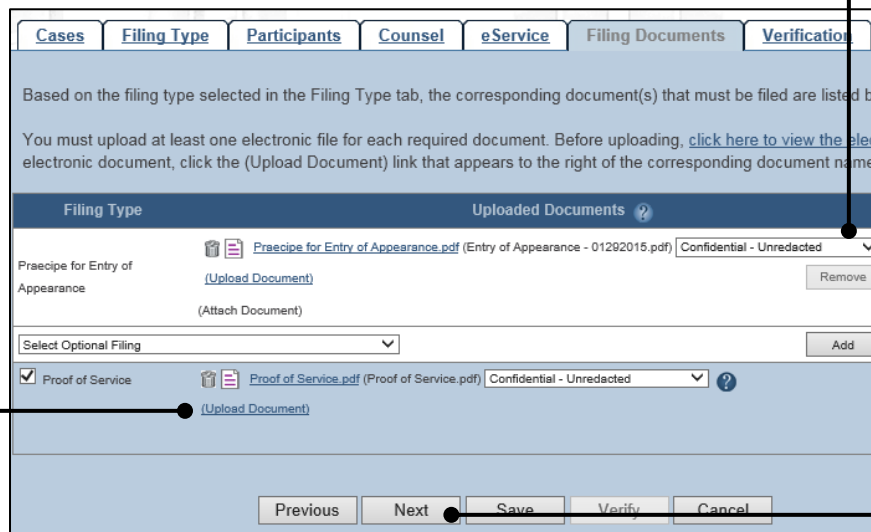 Cases Filing Type Participants Counsel eService Filing Documents Verification
Based on the filing type selected in the Filing Type tab, the corresponding document(s) that must be filed are listed
You must upload at least one electronic file for each required document. Before uploading, click here to view the
electronic document, click the (Upload Document) link that appears to the right of the corresponding document name
Filing Type Uploaded Documents ?
Praecipe for Entry of Appearance.pdf (Entry of Appearance - 01292015.pdf) Confidential - Unredacted
Praecipe for Entry of
Appearance
(Upload Document) Remove
(Attach Document)
Select Optional Filing Add
Proof of Service Proof of Service.pdf (Proof of Service.pdf) Confidential - Unredacted ?
(Upload Document)
Previous Next Save Verify Cancel